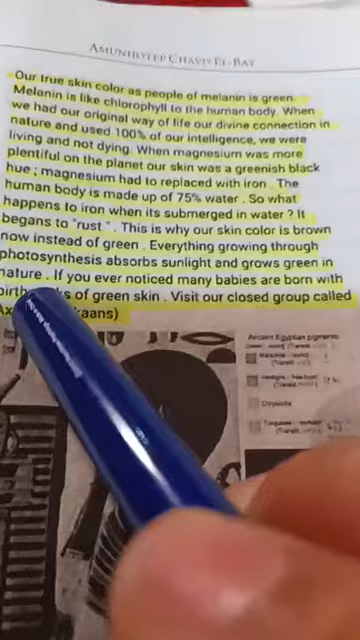 AMUNHOTEP CHAVIS EL-BAY
Our true skin color as people of melanin is green.
Melanin is like chlorophyll to the human body. When
we had our original way of life our divine connection in
nature and used 100% of our intelligence, we were
living and not dying. When magnesium was more
plentiful on the planet our skin was a greenish black
hue ; magnesium had to replaced with iron . The
human body is made up of 75% water . So what
happens to iron when its submerged in water ? It
begans to "rust" . This is why our skin color is brown
now instead of green . Everything growing through
photosynthesis absorbs sunlight and grows green in
nature . If you ever noticed many babies are born with
of green skin . Visit our closed group called
Ancient Egyptian pigments